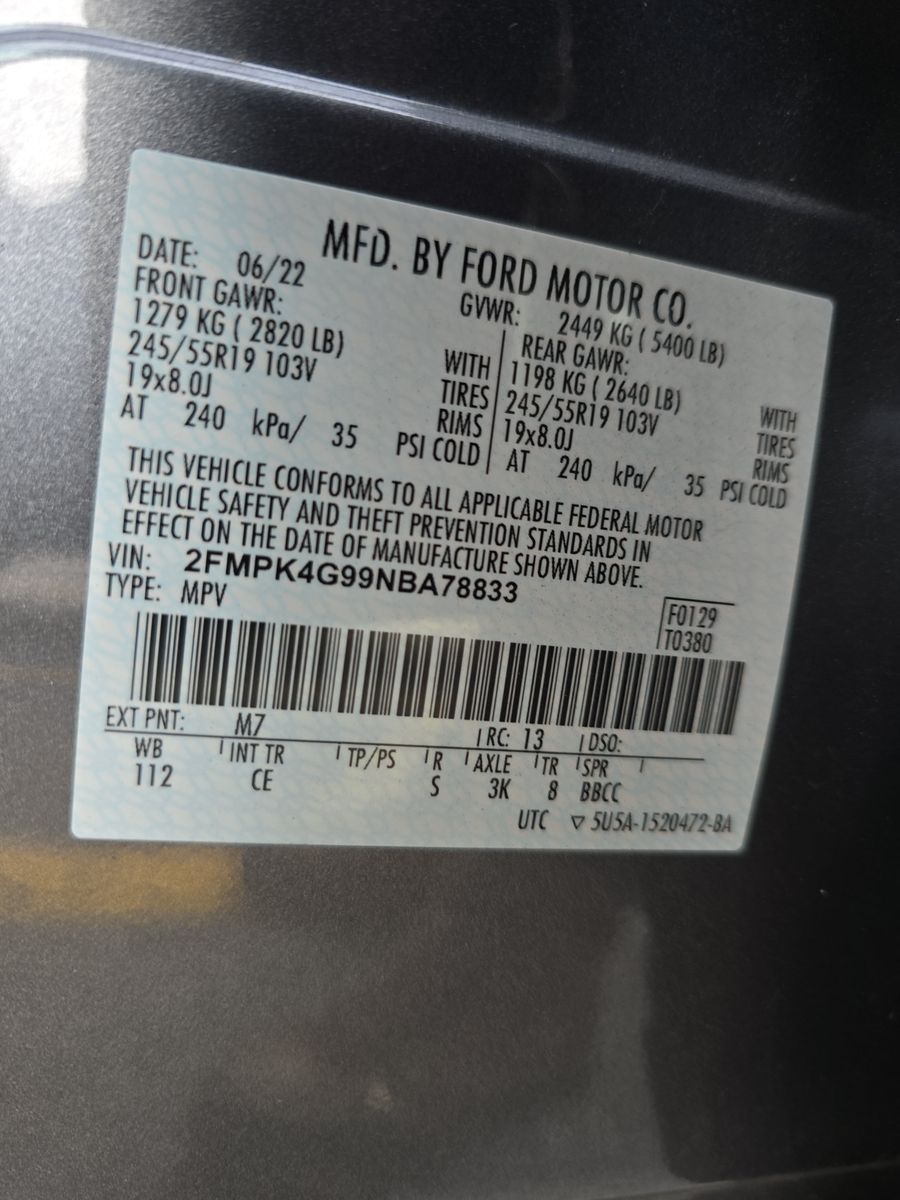 MFD. BY FORD MOTOR CO.
DATE: 06/22
GVWR: 2449 KG ( 5400 LB)
FRONT GAWR:
1279 KG ( 2820 LB) WITH
245/55R19 103V TIRES
19x8.0J RIMS
AT 240 kPa/ 35 PSI COLD
REAR GAWR:
1198 KG ( 2640 LB) WITH
245/55R19 103V TIRES
19x8.0J RIMS
AT 240 kPa/ 35 PSI COLD
THIS VEHICLE CONFORMS TO ALL APPLICABLE FEDERAL MOTOR
VEHICLE SAFETY AND THEFT PREVENTION STANDARDS IN
EFFECT ON THE DATE OF MANUFACTURE SHOWN ABOVE.
VIN: 2FMPK4G99NBA78833
TYPE: MPV
F0129
T0380
EXT PNT: M7 RC: 13 DSO:
WB INT TR TP/PS R AXLE TR SPR
112 CE S 3K 8 BBCC
UTC ▽ 5U5A-1520472-BA